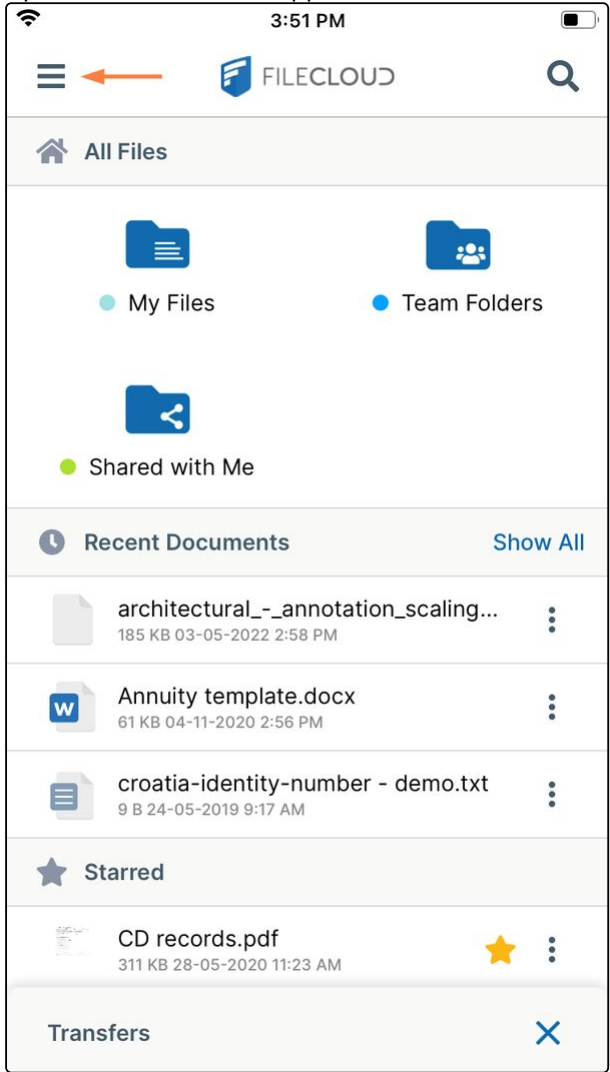 3:51 PM
FILECLOUD
All Files
My Files
Team Folders
Shared with Me
Recent Documents
Show All
architectural_-_annotation_scaling...
185 KB 03-05-2022 2:58 PM
W
Annuity template.docx
61 KB 04-11-2020 2:56 PM
croatia-identity-number - demo.txt
9 B 24-05-2019 9:17 AM
Starred
CD records.pdf
311 KB 28-05-2020 11:23 AM
Transfers